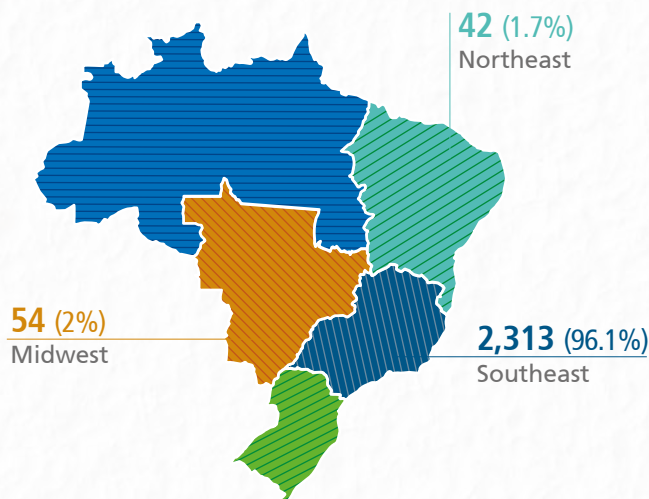 42 (1.7%)
Northeast
54 (2%)
Midwest
2,313 (96.1%)
Southeast